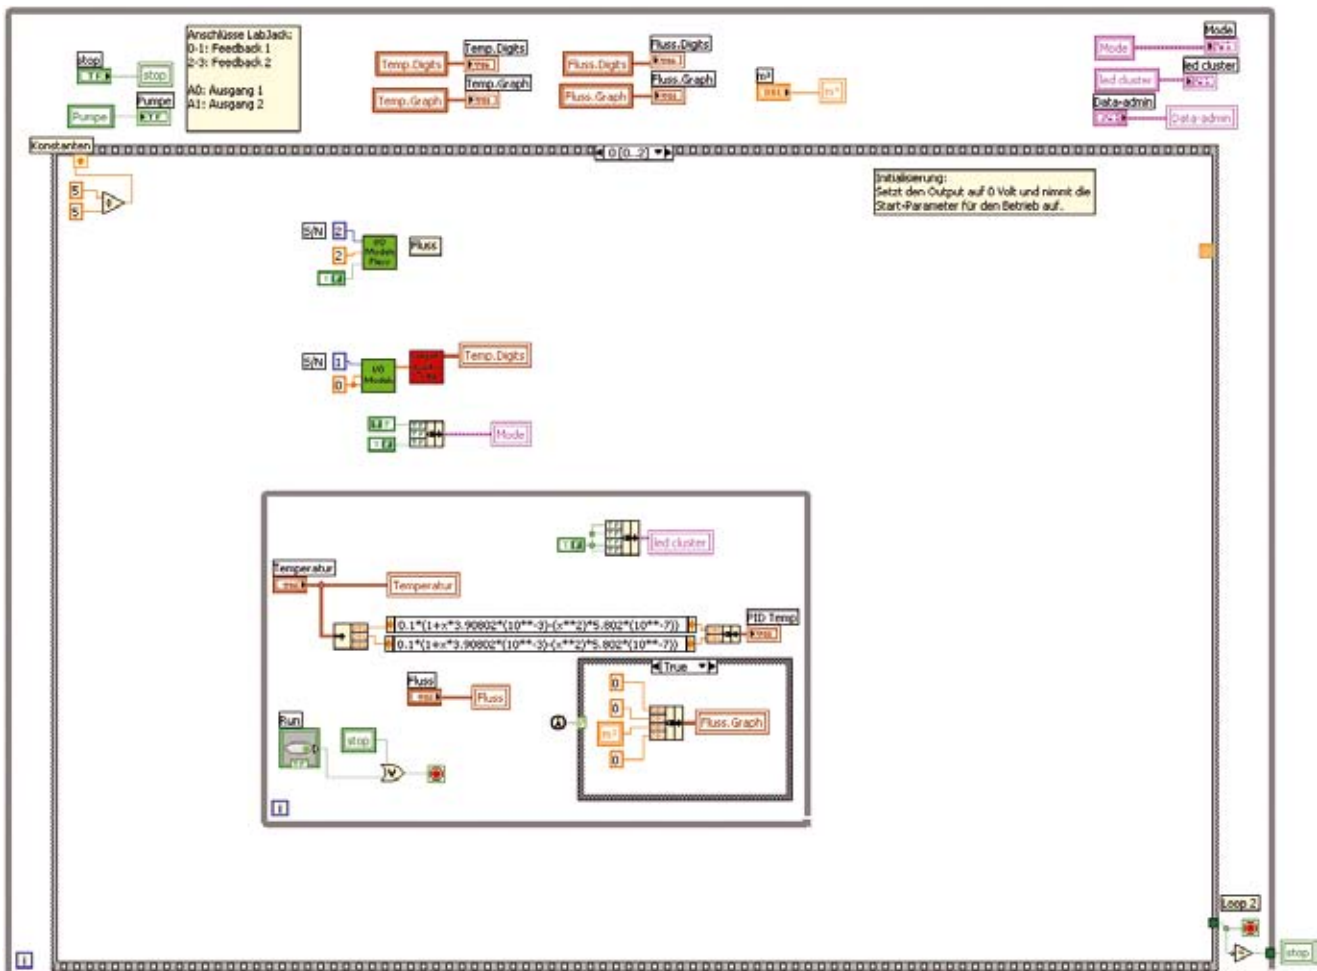 stop
stop
Pumpe
Pumpe
Anschlüsse LabJack:
0-1: Feedback 1
2-3: Feedback 2
A0: Ausgang 1
A1: Ausgang 2
Temp.Digits
Temp.Digits
Temp.Graph
Temp.Graph
Fluss.Digits
Fluss.Digits
Fluss.Graph
Fluss.Graph
m²
m²
Mode
Mode
led cluster
led cluster
Data-admin
Data-admin
Konstanten
0 [0..2]
5
5
Initialisierung:
Setzt den Output auf 0 Volt und nimmt die
Start-Parameter für den Betrieb auf.
S/N 2
2
I/O
Module
Fluss
Fluss
S/N 1
0
I/O
Module
Temp.Digits
Mode
led cluster
Temperatur
Temperatur
0.1*(1+x*3.90802*(10**-3)-(x**2)*5.802*(10**-7))
0.1*(1+x*3.90802*(10**-3)-(x**2)*5.802*(10**-7))
PID Temp
Fluss
Fluss
True
0
0
m²
0
Fluss.Graph
Run
stop
i
Loop 2
stop
i